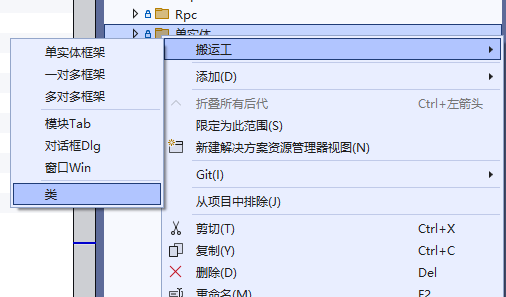 Rpc
单实体
搬运工
单实体框架
一对多框架
多对多框架
模块Tab
对话框Dlg
窗口Win
类
添加(D)
折叠所有后代 Ctrl+左箭头
限定为此范围(S)
新建解决方案资源管理器视图(N)
Git(I)
从项目中排除(J)
剪切(T) Ctrl+X
复制(Y) Ctrl+C
删除(D) Del
重命名(M) F2